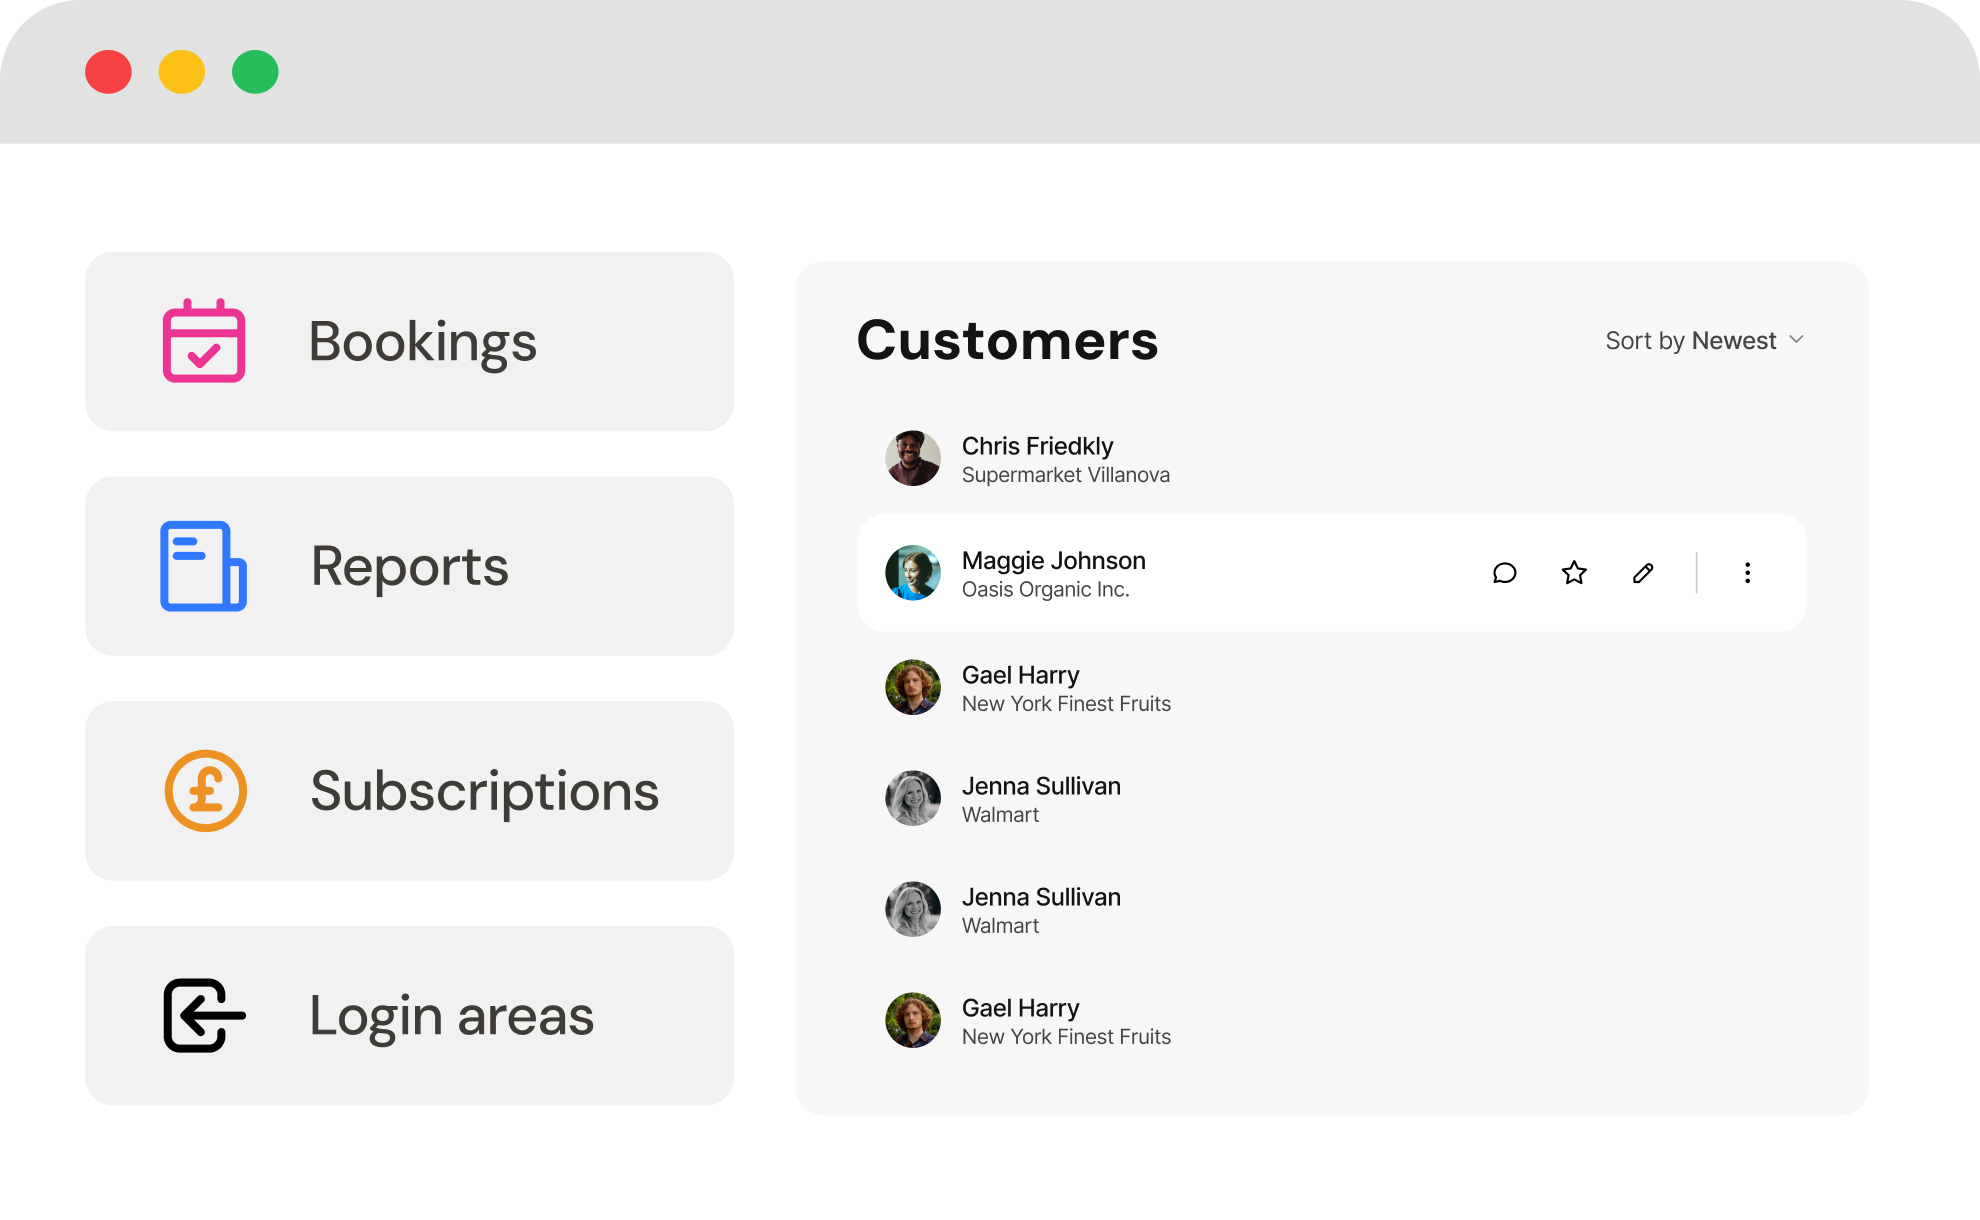 Bookings
Reports
Subscriptions
Login areas
Customers
Sort by Newest
Chris Friedkly
Supermarket Villanova
Maggie Johnson
Oasis Organic Inc.
Gael Harry
New York Finest Fruits
Jenna Sullivan
Walmart
Jenna Sullivan
Walmart
Gael Harry
New York Finest Fruits